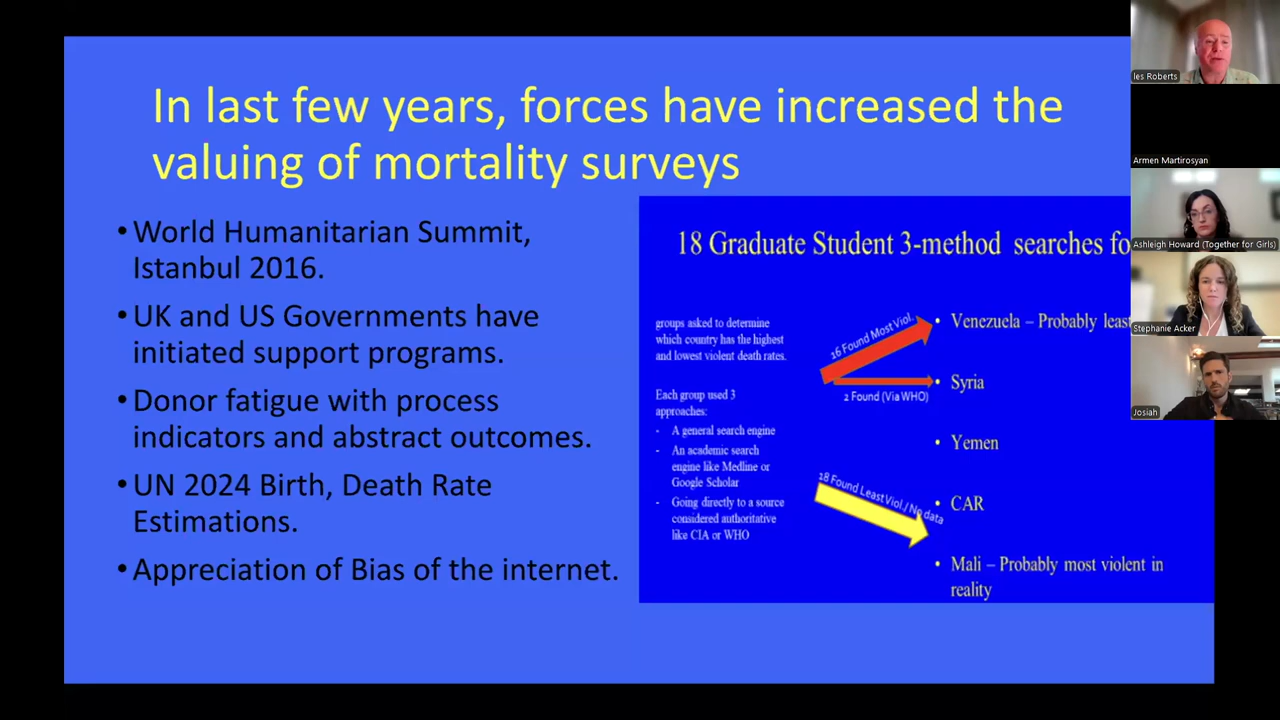 In last few years, forces have increased the
valuing of mortality surveys
•World Humanitarian Summit,
Istanbul 2016.
•UK and US Governments have
initiated support programs.
•Donor fatigue with process
indicators and abstract outcomes.
•UN 2024 Birth, Death Rate
Estimations.
•Appreciation of Bias of the internet.
18 Graduate Student 3-method searches fo
groups asked to determine
which country has the highest
and lowest violent death rates.
Each group used 3
approaches:
- A general search engine
- An academic search
engine like Medline or
Google Scholar
- Going directly to a source
considered authoritative
like CIA or WHO
16 Found Most Viol.
2 Found (Via WHO)
18 Found Least Viol./ No data
• Venezuela – Probably least
• Syria
• Yemen
• CAR
• Mali – Probably most violent in
reality
les Roberts
Armen Martirosyan
Ashleigh Howard (Together for Girls)
Stephanie Acker
Josiah